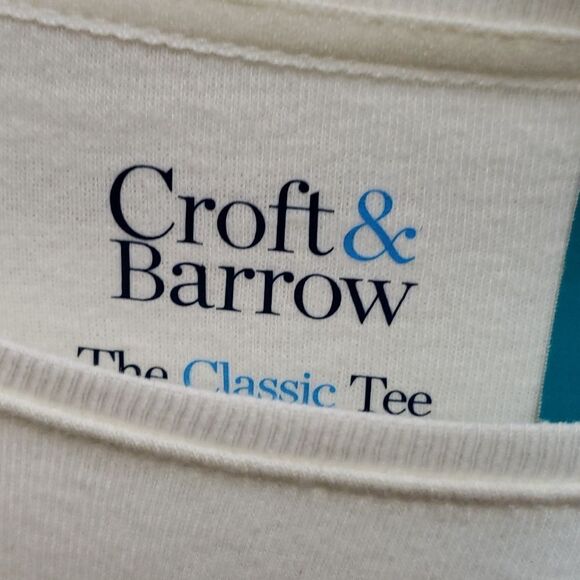 Croft &
Barrow
The Classic Tee